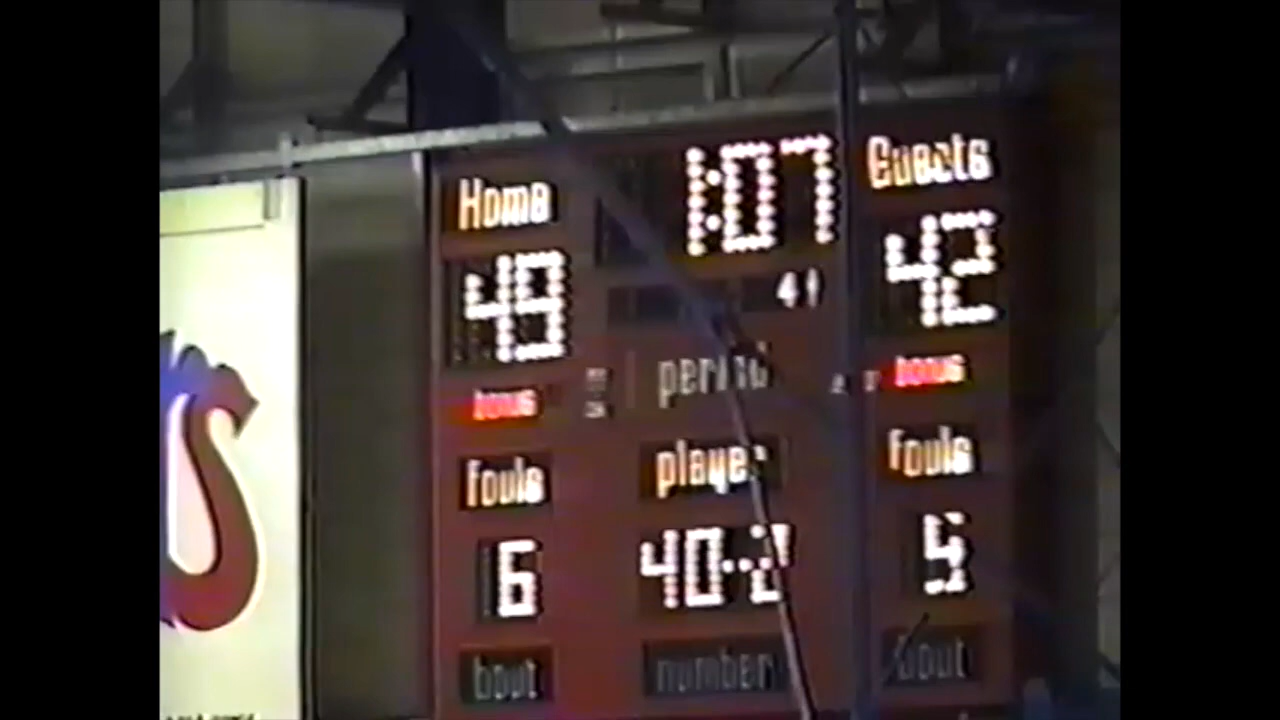 1:07
Home
Guests
49
42
41
period
bonus
bonus
fouls
player
fouls
6
40-2
5
bout
number
bout